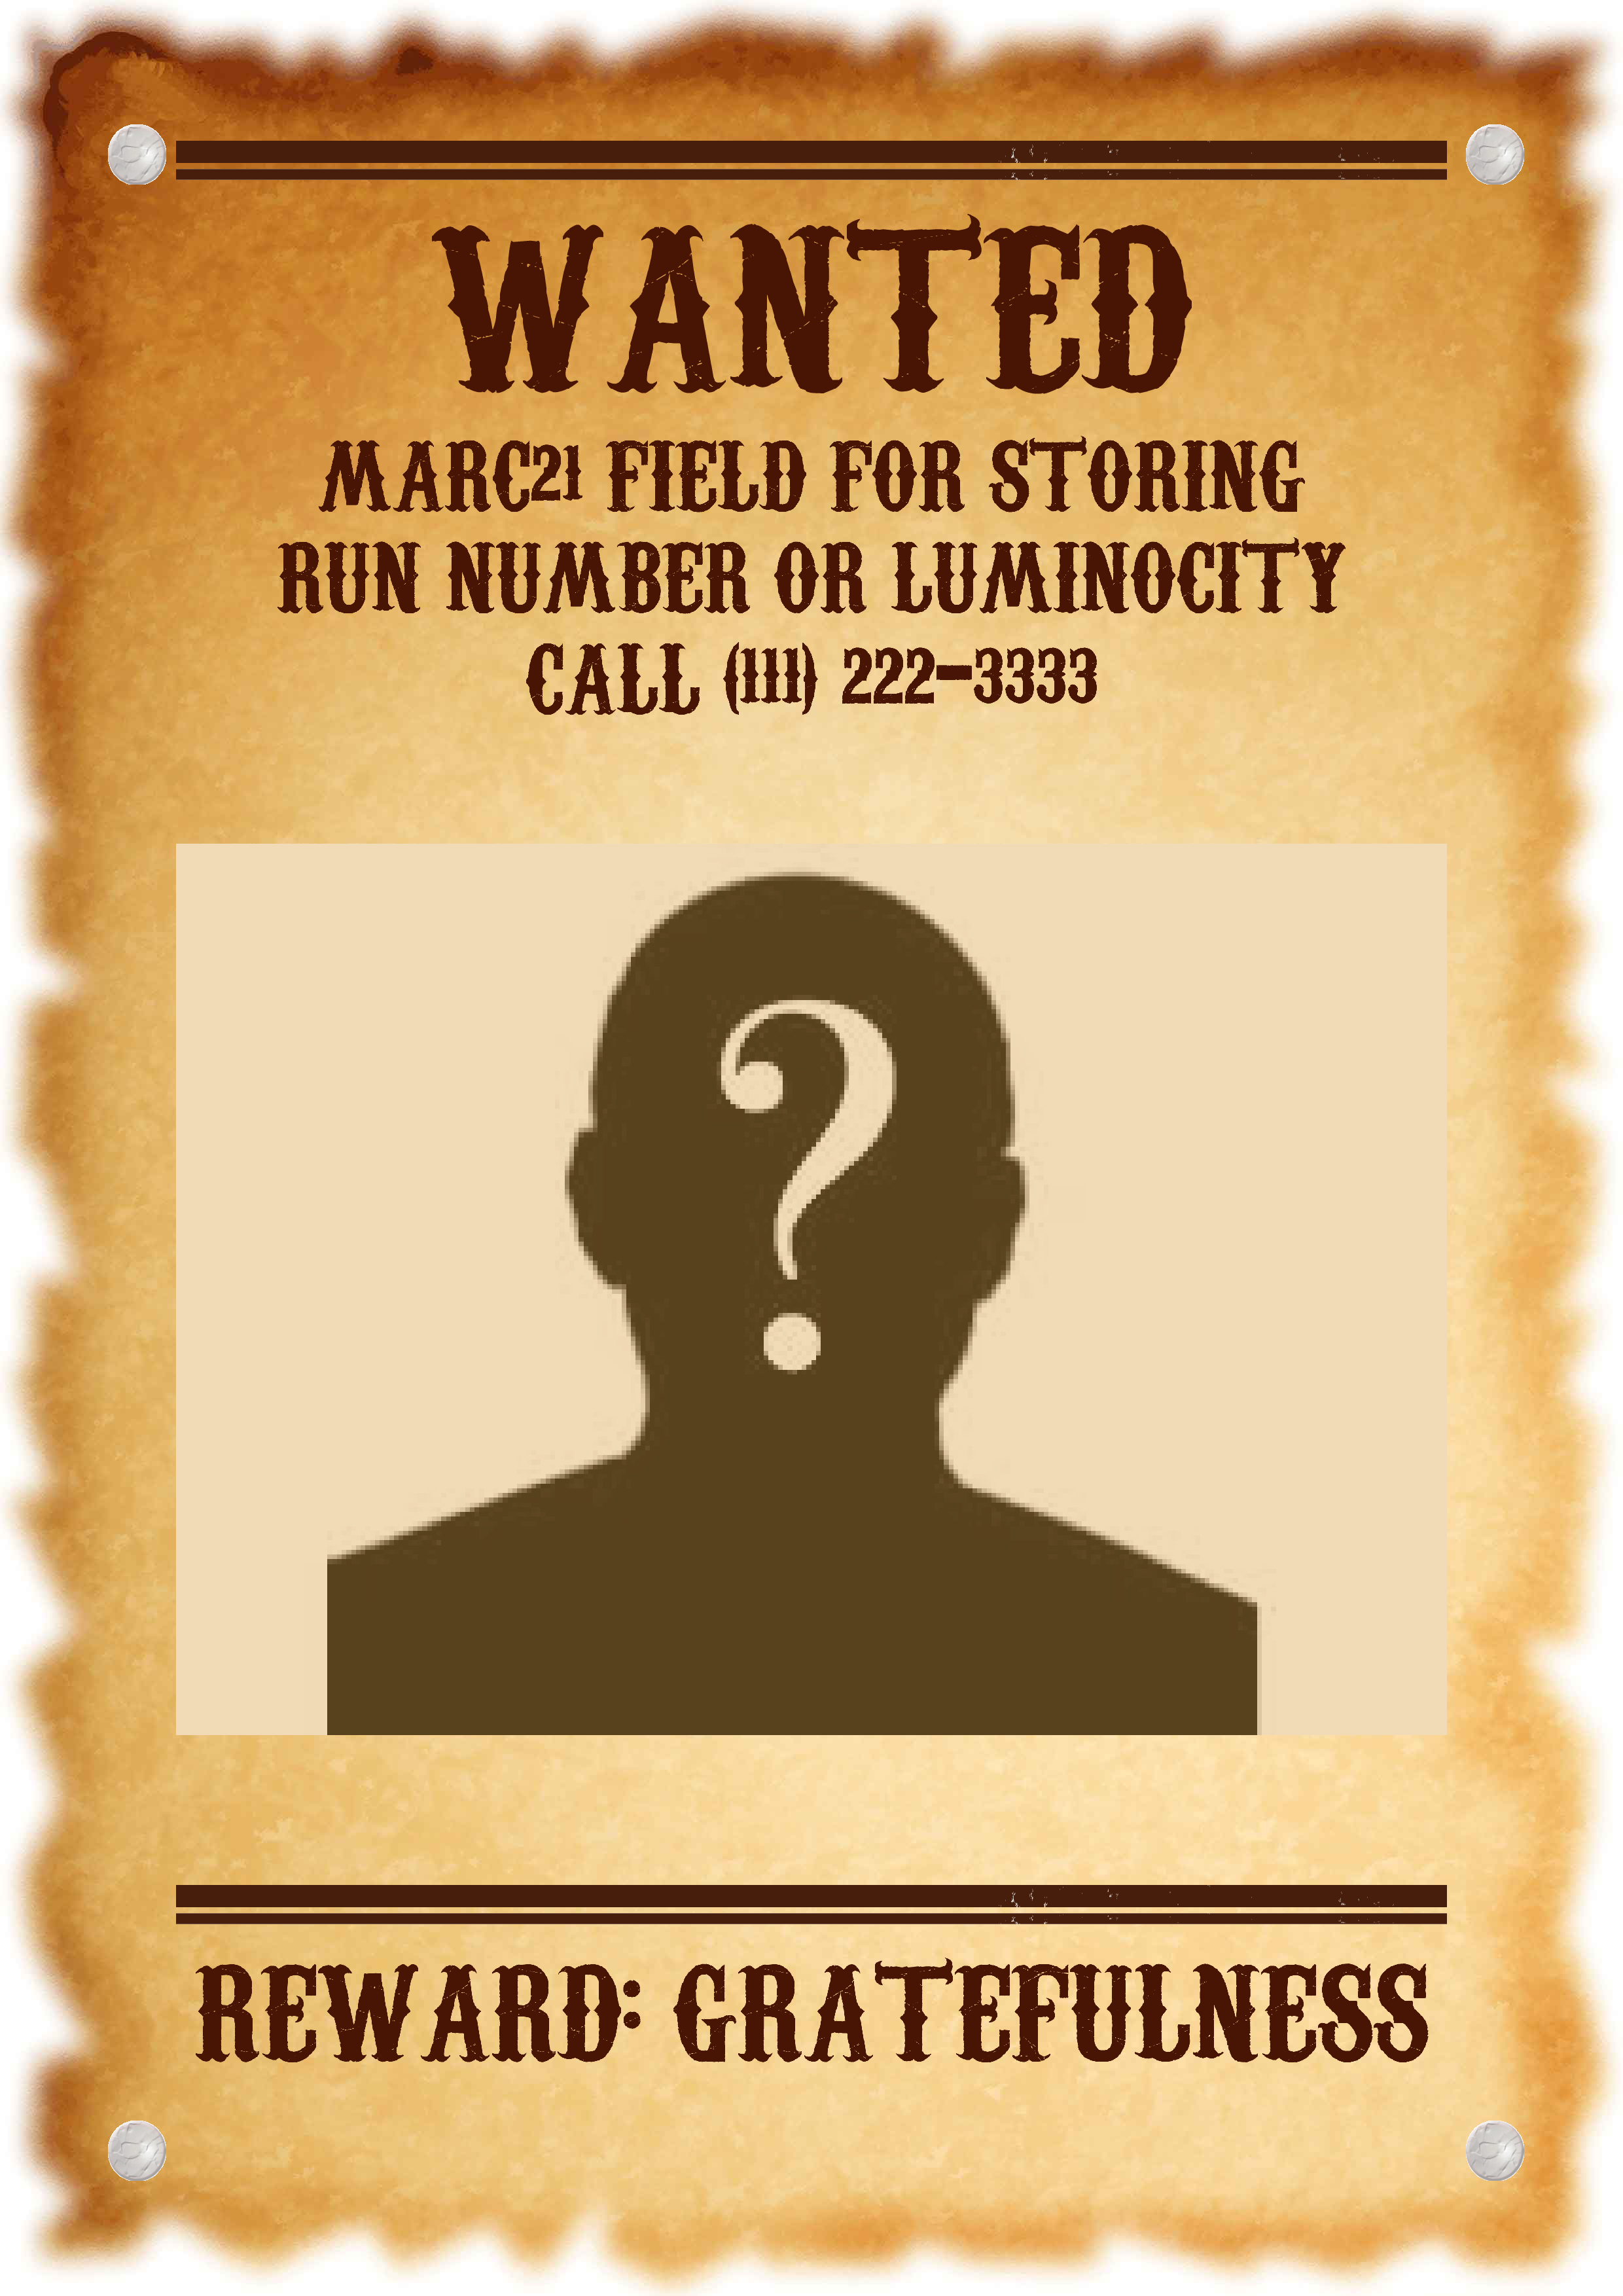 WANTED
MARC21 FIELD FOR STORING
RUN NUMBER OR LUMINOCITY
CALL (111) 222-3333
?
REWARD: GRATEFULNESS